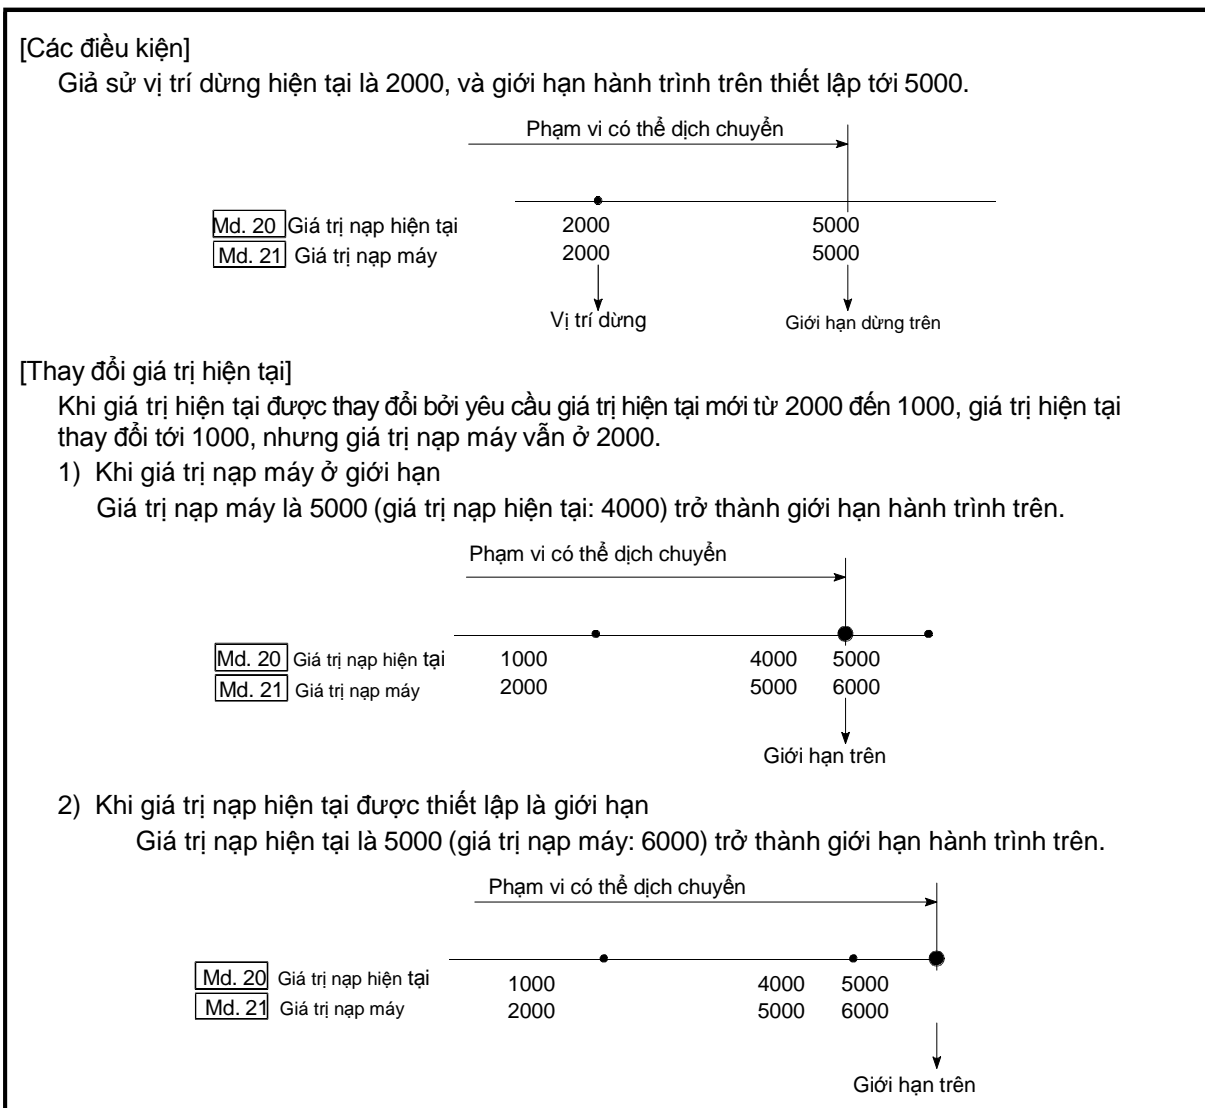 [Các điều kiện]
Giả sử vị trí dừng hiện tại là 2000, và giới hạn hành trình trên thiết lập tới 5000.
Phạm vi có thể dịch chuyển
Md. 20 Giá trị nạp hiện tại 2000 5000
Md. 21 Giá trị nạp máy 2000 5000
Vị trí dừng Giới hạn dừng trên
[Thay đổi giá trị hiện tại]
Khi giá trị hiện tại được thay đổi bởi yêu cầu giá trị hiện tại mới từ 2000 đến 1000, giá trị hiện tại
thay đổi tới 1000, nhưng giá trị nạp máy vẫn ở 2000.
1) Khi giá trị nạp máy ở giới hạn
Giá trị nạp máy là 5000 (giá trị nạp hiện tại: 4000) trở thành giới hạn hành trình trên.
Phạm vi có thể dịch chuyển
Md. 20 Giá trị nạp hiện tại 1000 4000 5000
Md. 21 Giá trị nạp máy 2000 5000 6000
Giới hạn trên
2) Khi giá trị nạp hiện tại được thiết lập là giới hạn
Giá trị nạp hiện tại là 5000 (giá trị nạp máy: 6000) trở thành giới hạn hành trình trên.
Phạm vi có thể dịch chuyển
Md. 20 Giá trị nạp hiện tại 1000 4000 5000
Md. 21 Giá trị nạp máy 2000 5000 6000
Giới hạn trên